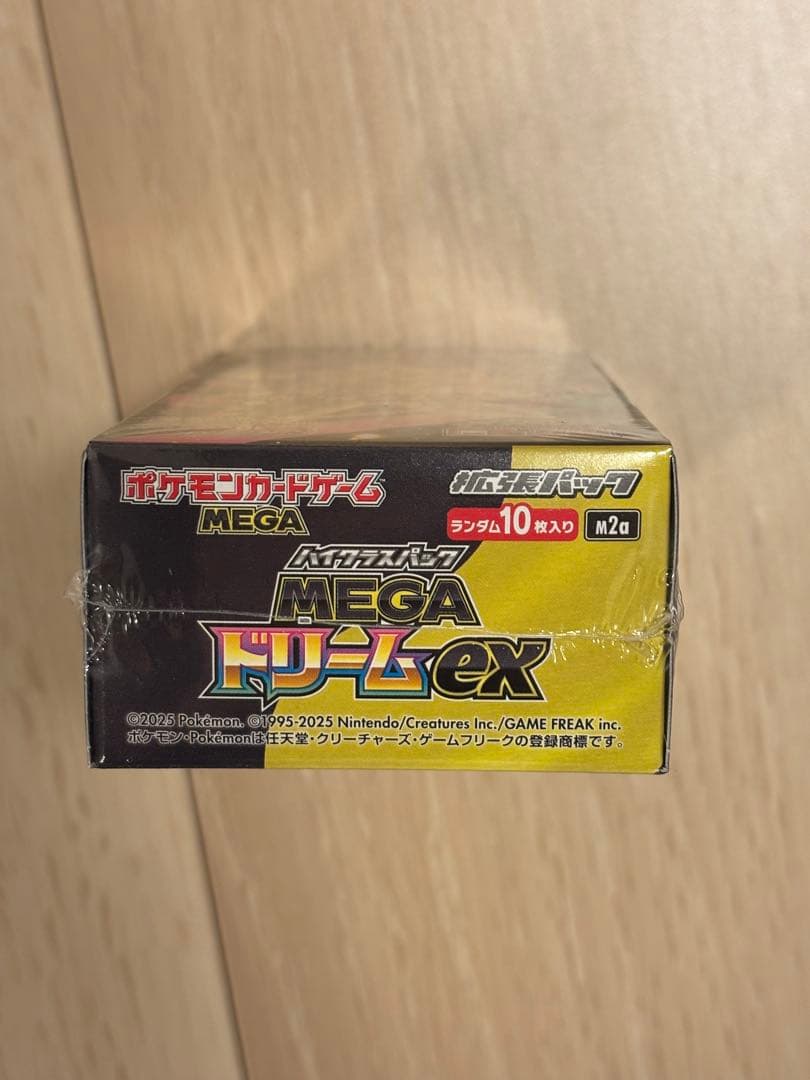 ポケモンカードゲーム
MEGA
拡張パック
ランダム10枚入り
M2a
ハイクラスパック
MEGA
ドリームex
©2025 Pokémon. ©1995-2025 Nintendo/Creatures Inc./GAME FREAK inc.
ポケモン・Pokémonは任天堂・クリーチャーズ・ゲームフリークの登録商標です。